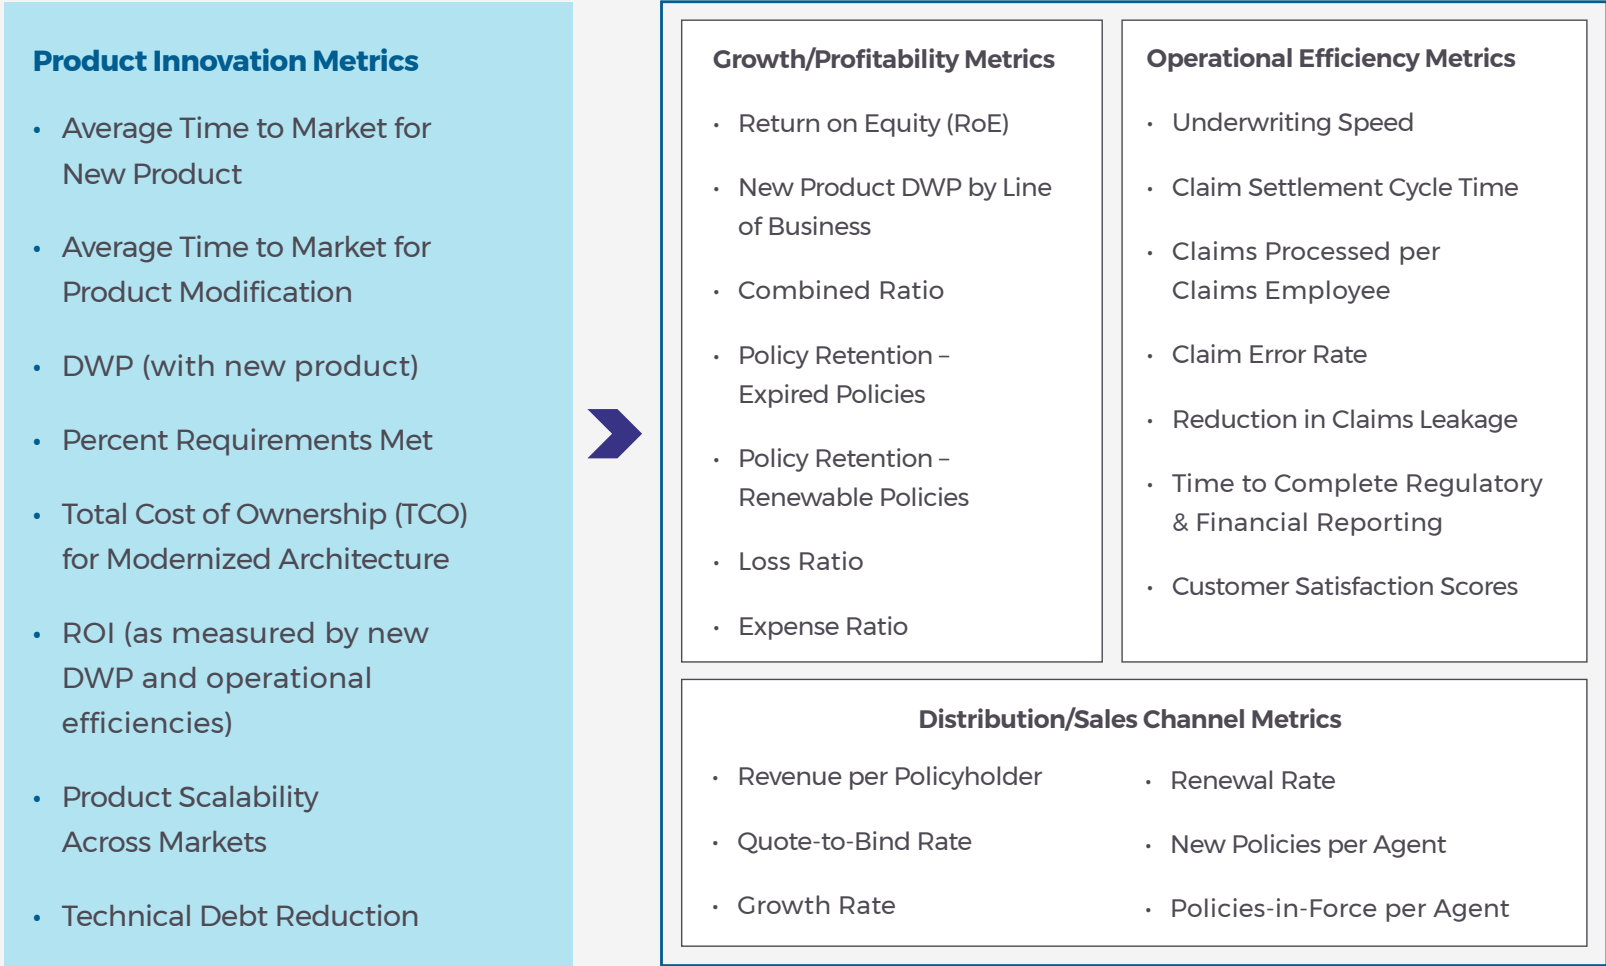 Product Innovation Metrics
• Average Time to Market for
New Product
• Average Time to Market for
Product Modification
• DWP (with new product)
• Percent Requirements Met
• Total Cost of Ownership (TCO)
for Modernized Architecture
• ROI (as measured by new
DWP and operational
efficiencies)
• Product Scalability
Across Markets
• Technical Debt Reduction
Growth/Profitability Metrics
• Return on Equity (RoE)
• New Product DWP by Line
of Business
• Combined Ratio
• Policy Retention –
Expired Policies
• Policy Retention –
Renewable Policies
• Loss Ratio
• Expense Ratio
Operational Efficiency Metrics
• Underwriting Speed
• Claim Settlement Cycle Time
• Claims Processed per
Claims Employee
• Claim Error Rate
• Reduction in Claims Leakage
• Time to Complete Regulatory
& Financial Reporting
• Customer Satisfaction Scores
Distribution/Sales Channel Metrics
• Revenue per Policyholder
• Quote-to-Bind Rate
• Growth Rate
• Renewal Rate
• New Policies per Agent
• Policies-in-Force per Agent